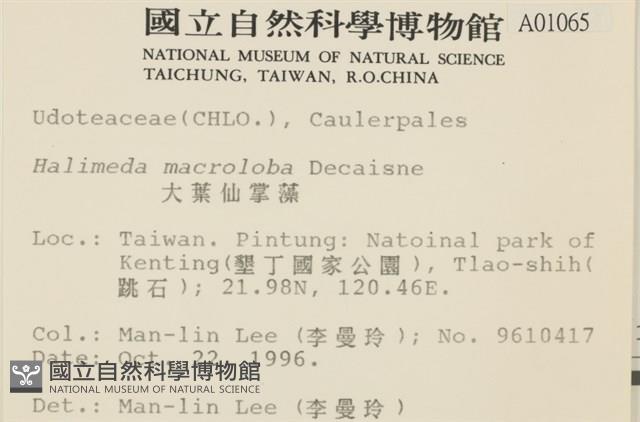 國立自然科學博物館 A01065
NATIONAL MUSEUM OF NATURAL SCIENCE
TAICHUNG, TAIWAN, R.O.CHINA
Udoteaceae(CHLO.), Caulerpales
Halimeda macroloba Decaisne
大葉仙掌藻
Loc.: Taiwan. Pintung: Natoinal park of
Kenting(墾丁國家公園), Tlao-shih(
跳石); 21.98N, 120.46E.
Col.: Man-lin Lee (李曼玲); No. 9610417
Date: Oct. 22, 1996.
國立自然科學博物館
NATIONAL MUSEUM OF NATURAL SCIENCE
Det.: Man-lin Lee (李曼玲)